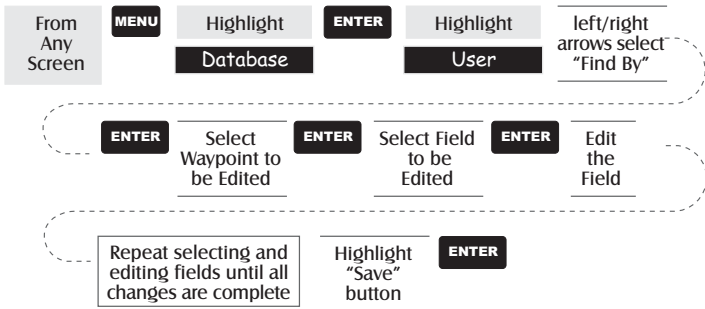 From
Any
Screen
MENU
Highlight
Database
ENTER
Highlight
User
left/right
arrows select
“Find By”
ENTER
Select
Waypoint to
be Edited
ENTER
Select Field
to be
Edited
ENTER
Edit
the
Field
Repeat selecting and
editing fields until all
changes are complete
Highlight
“Save”
button
ENTER